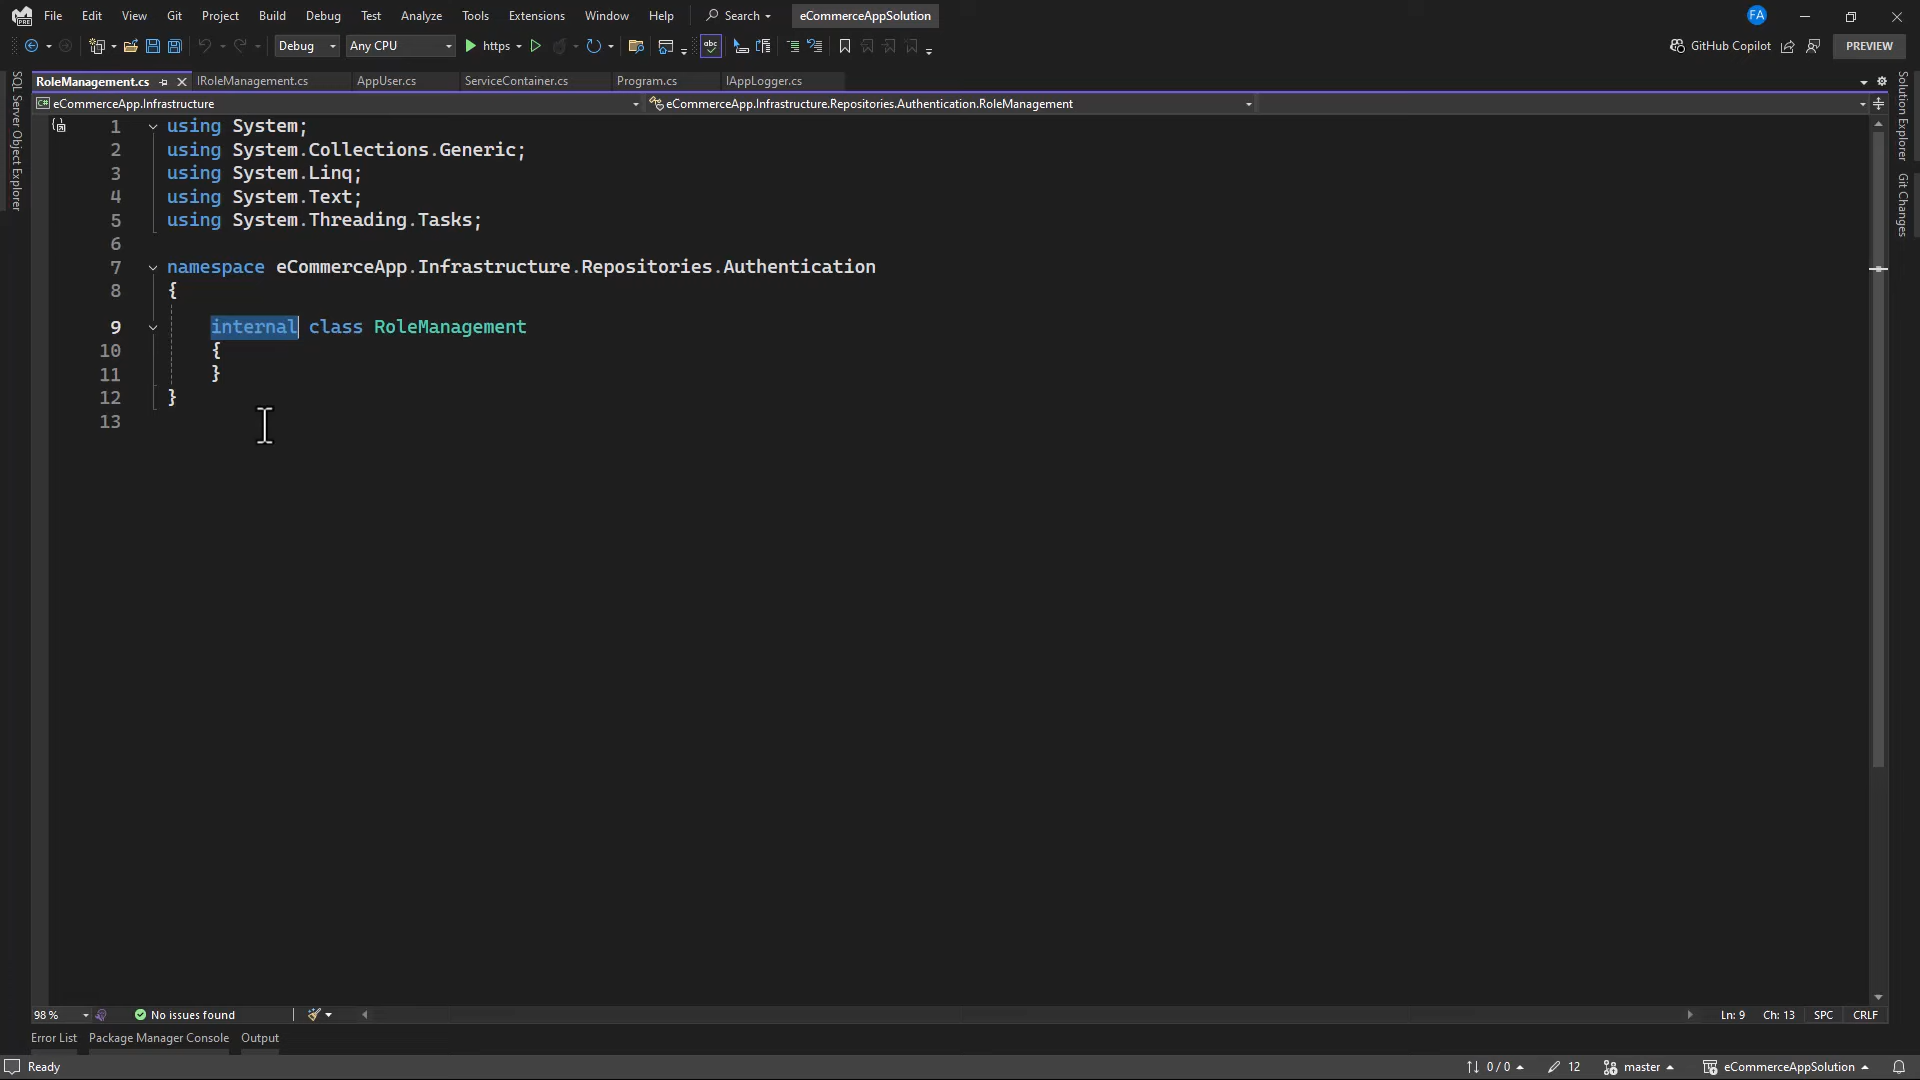 File Edit View Git Project Build Debug Test Analyze Tools Extensions Window Help Search eCommerceAppSolution FA
Debug Any CPU https abc GitHub Copilot PREVIEW
RoleManagement.cs IRoleManagement.cs AppUser.cs ServiceContainer.cs Program.cs IAppLogger.cs
C# eCommerceApp.Infrastructure eCommerceApp.Infrastructure.Repositories.Authentication.RoleManagement
SQL Server Object Explorer
Solution Explorer
Git Changes
1 using System;
2 using System.Collections.Generic;
3 using System.Linq;
4 using System.Text;
5 using System.Threading.Tasks;
6
7 namespace eCommerceApp.Infrastructure.Repositories.Authentication
8 {
9 internal class RoleManagement
10 {
11 }
12 }
13
98 % No issues found Ln: 9 Ch: 13 SPC CRLF
Error List Package Manager Console Output
Ready 0 / 0 12 master eCommerceAppSolution